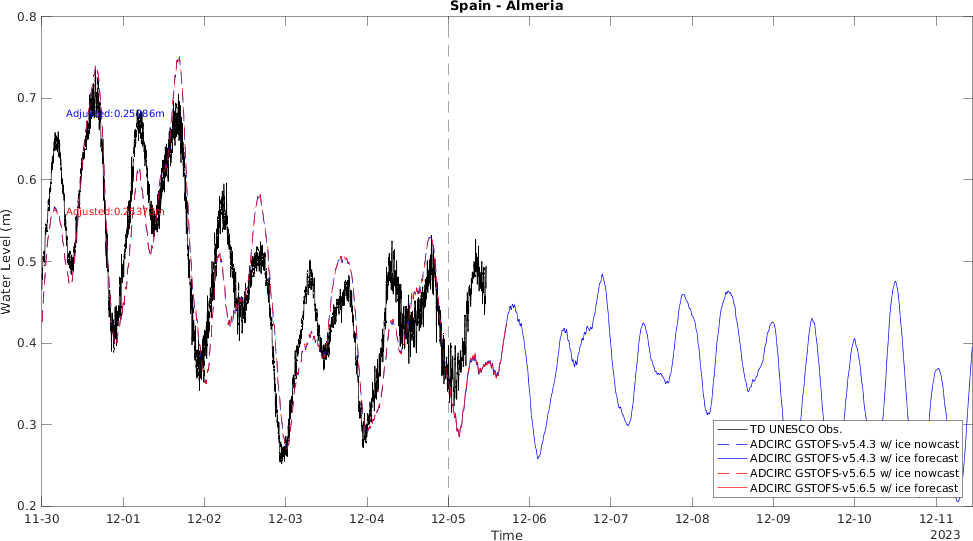 Spain - Almeria
0.8
0.7
0.6
0.5
0.4
0.3
0.2
Water Level (m)
TD UNESCO Obs.
ADCIRC GSTOFS-v5.4.3 w/ ice nowcast
ADCIRC GSTOFS-v5.4.3 w/ ice forecast
ADCIRC GSTOFS-v5.6.5 w/ ice nowcast
ADCIRC GSTOFS-v5.6.5 w/ ice forecast
11-30 12-01 12-02 12-03 12-04 12-05 12-06 12-07 12-08 12-09 12-10 12-11
Time
2023